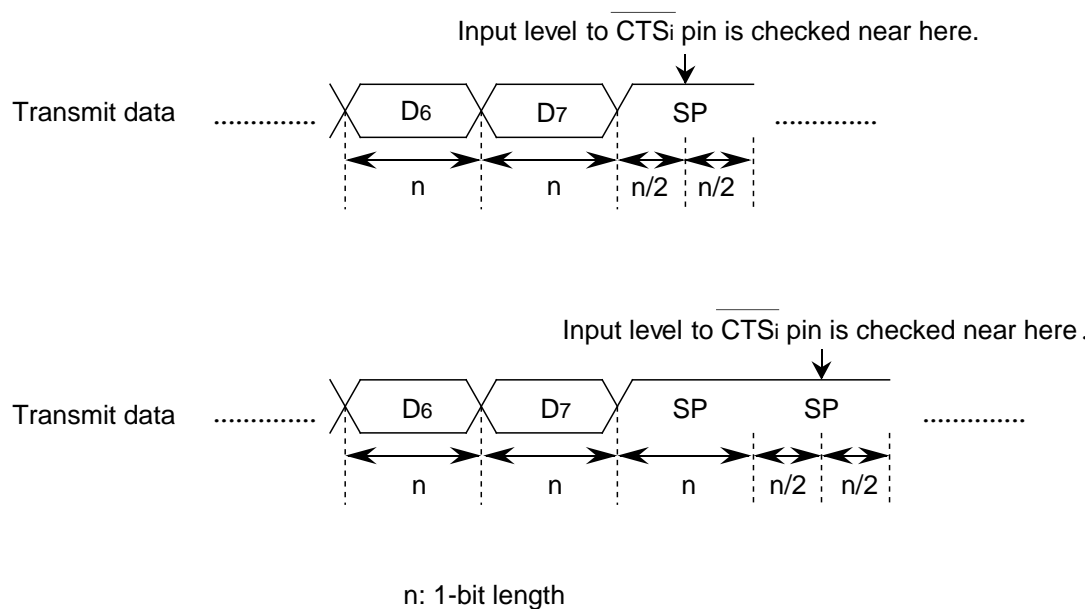 Input level to CTSi pin is checked near here.
Transmit data .............. D6 D7 SP ..............
n n n/2 n/2
Input level to CTSi pin is checked near here.
Transmit data .............. D6 D7 SP SP ..............
n n n n/2 n/2
n: 1-bit length